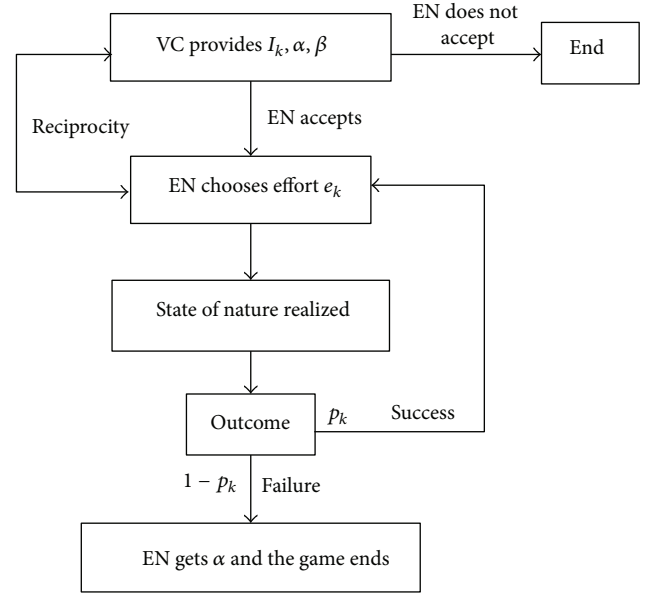 VC provides I_k, α, β
EN does not
accept
End
Reciprocity
EN accepts
EN chooses effort e_k
State of nature realized
Outcome
p_k
Success
1 − p_k
Failure
EN gets α and the game ends